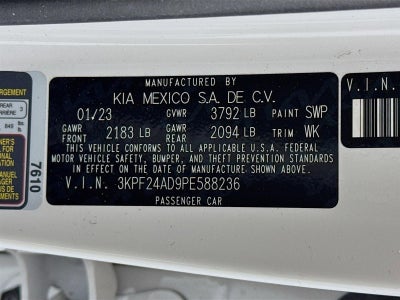 MANUFACTURED BY
KIA MEXICO S.A. DE C.V.
01/23 GVWR 3792 LB PAINT SWP
GAWR FRONT 2183 LB GAWR REAR 2094 LB TRIM WK
THIS VEHICLE CONFORMS TO ALL APPLICABLE U.S.A. FEDERAL
MOTOR VEHICLE SAFETY, BUMPER, AND THEFT PREVENTION STANDARDS
IN EFFECT ON THE DATE OF MANUFACTURE SHOWN ABOVE.
V.I.N. 3KPF24AD9PE588236
PASSENGER CAR
7610
REAR 3
V.I.N.